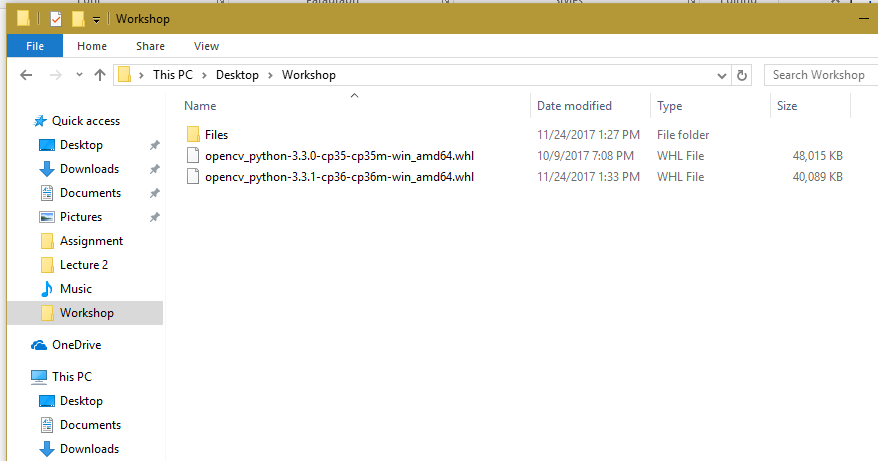 Workshop
File Home Share View
This PC Desktop Workshop Search Workshop
Name Date modified Type Size
Quick access
Files 11/24/2017 1:27 PM File folder
Desktop
opencv_python-3.3.0-cp35-cp35m-win_amd64.whl 10/9/2017 7:08 PM WHL File 48,015 KB
Downloads
opencv_python-3.3.1-cp36-cp36m-win_amd64.whl 11/24/2017 1:33 PM WHL File 40,089 KB
Documents
Pictures
Assignment
Lecture 2
Music
Workshop
OneDrive
This PC
Desktop
Documents
Downloads